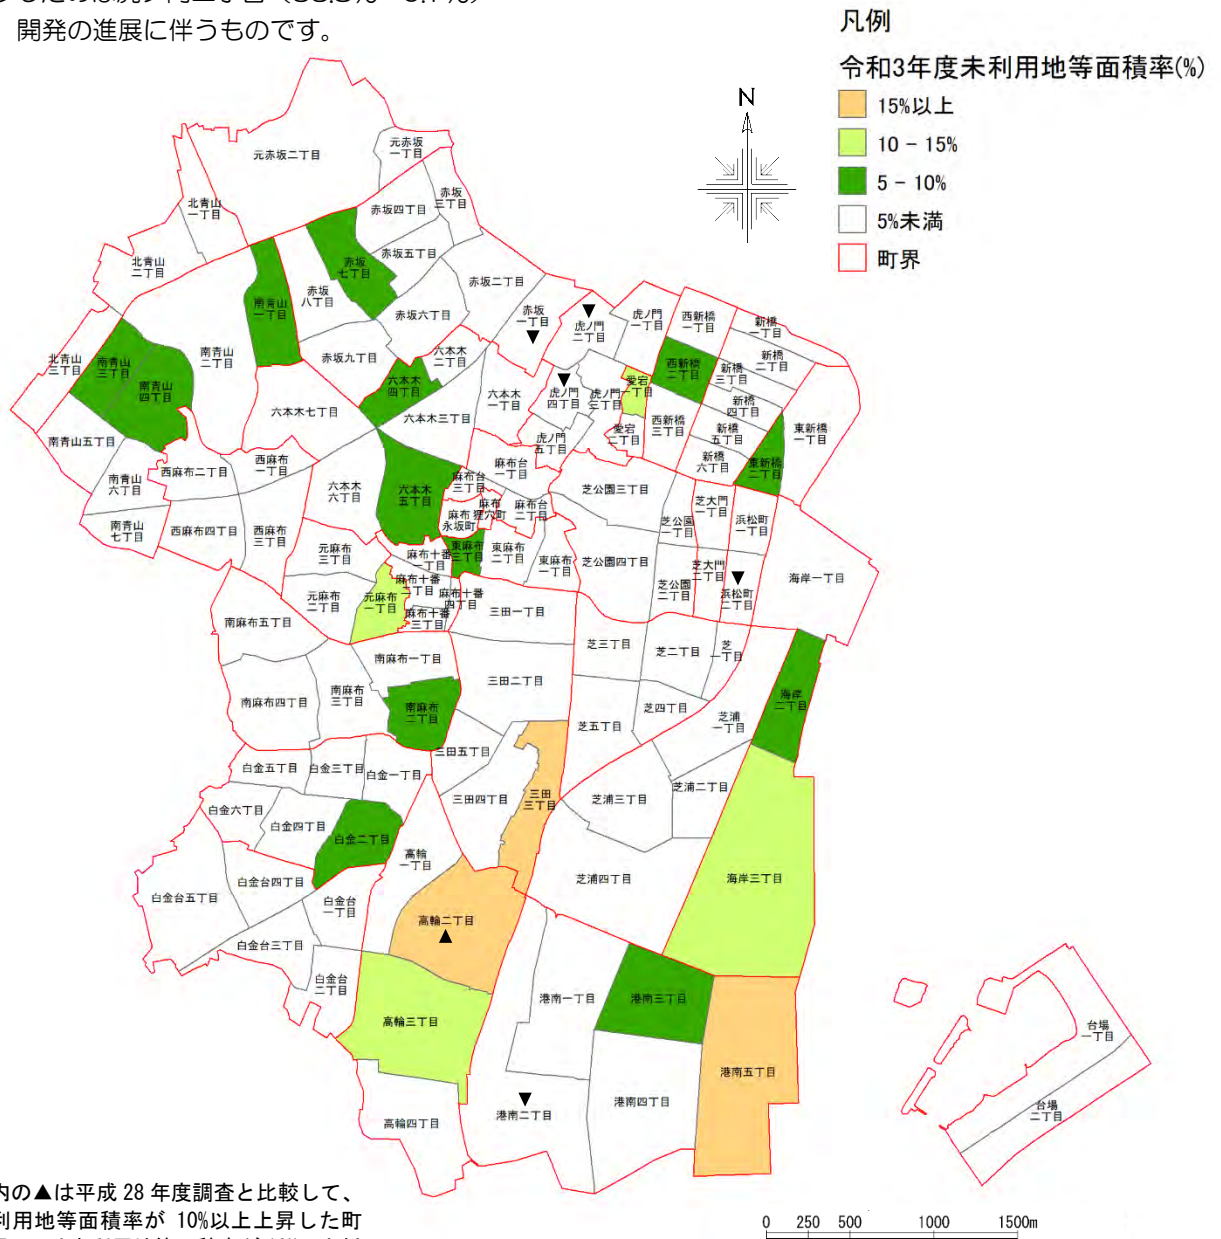 開発の進展に伴うものです。
凡例
令和3年度未利用地等面積率(%)
15%以上
10 - 15%
5 - 10%
5%未満
町界
N
元赤坂二丁目
元赤坂
一丁目
北青山
一丁目
赤坂
三丁目
赤坂四丁目
北青山
二丁目
赤坂五丁目
赤坂
七丁目
赤坂二丁目
赤坂
八丁目
南青山
一丁目
赤坂六丁目
赤坂
一丁目
▼
▼
虎ノ門
二丁目
虎ノ門
一丁目
西新橋
一丁目
新橋
一丁目
新橋
二丁目
北青山
三丁目
南青山
三丁目
南青山
四丁目
南青山
二丁目
赤坂九丁目
六本木
二丁目
六本木
四丁目
六本木
一丁目
▼
虎ノ門
四丁目
虎ノ門
三丁目
愛宕
一丁目
西新橋
二丁目
新橋
三丁目
新橋
四丁目
六本木七丁目
六本木三丁目
虎ノ門
五丁目
愛宕
二丁目
西新橋
三丁目
新橋
五丁目
新橋
六丁目
東新橋
一丁目
東新橋
二丁目
南青山五丁目
南青山
六丁目
南青山
七丁目
西麻布二丁目
西麻布
一丁目
西麻布四丁目
西麻布
三丁目
六本木
六丁目
六本木
五丁目
麻布台
一丁目
麻布台
三丁目
麻布
狸穴町
麻布台
二丁目
麻布
永坂町
芝公園三丁目
芝公園
一丁目
芝大門
一丁目
浜松町
一丁目
元麻布
三丁目
麻布十番
一丁目
東麻布
三丁目
東麻布
二丁目
東麻布
一丁目
芝公園四丁目
芝公園
二丁目
芝大門
二丁目
▼
浜松町
二丁目
海岸一丁目
元麻布
二丁目
元麻布
一丁目
麻布十番
二丁目
麻布十番
三丁目
麻布十番
四丁目
三田一丁目
南麻布五丁目
南麻布一丁目
芝三丁目
芝二丁目
芝
一丁目
南麻布四丁目
南麻布
三丁目
南麻布
二丁目
三田二丁目
芝五丁目
芝四丁目
芝浦
一丁目
海岸
二丁目
白金五丁目
白金三丁目
白金一丁目
三田五丁目
三田四丁目
三田
三丁目
芝浦三丁目
芝浦二丁目
白金六丁目
白金四丁目
白金二丁目
高輪
一丁目
芝浦四丁目
海岸三丁目
白金台五丁目
白金台四丁目
白金台
一丁目
高輪二丁目
▲
白金台三丁目
白金台
二丁目
港南一丁目
港南三丁目
高輪三丁目
港南五丁目
台場
一丁目
▼
港南二丁目
港南四丁目
台場
二丁目
高輪四丁目
内の▲は平成 28 年度調査と比較して、
利用地等面積率が 10%以上上昇した町
0 250 500 1000 1500m